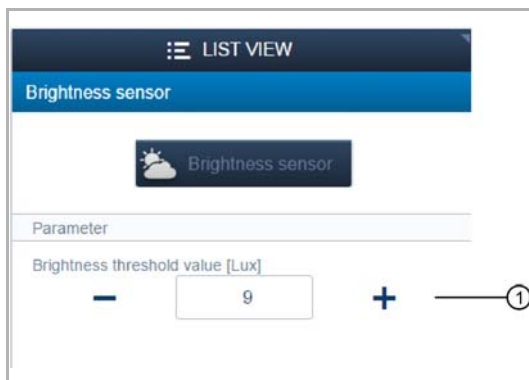 LIST VIEW
Brightness sensor
Brightness sensor
Parameter
Brightness threshold value [Lux]
− 9 + 1